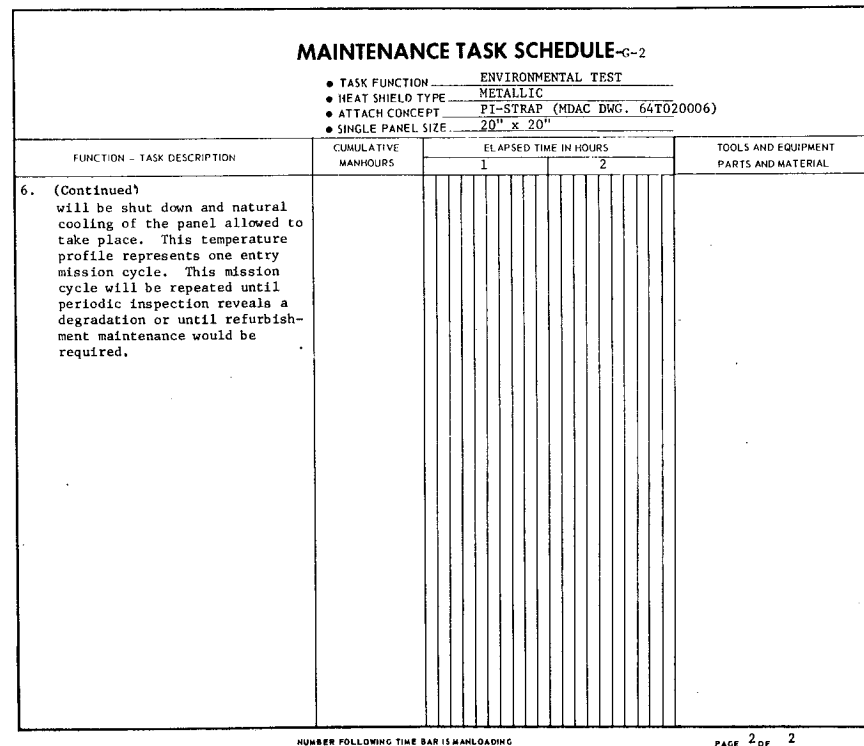 MAINTENANCE TASK SCHEDULE-G-2
• TASK FUNCTION ENVIRONMENTAL TEST
• HEAT SHIELD TYPE METALLIC
• ATTACH CONCEPT PI-STRAP (MDAC DWG. 64T020006)
• SINGLE PANEL SIZE 20" x 20"
FUNCTION – TASK DESCRIPTION
CUMULATIVE
MANHOURS
ELAPSED TIME IN HOURS
1 2
TOOLS AND EQUIPMENT
PARTS AND MATERIAL
6. (Continued)
will be shut down and natural
cooling of the panel allowed to
take place. This temperature
profile represents one entry
mission cycle. This mission
cycle will be repeated until
periodic inspection reveals a
degradation or until refurbish-
ment maintenance would be
required.
NUMBER FOLLOWING TIME BAR IS MANLOADING
PAGE 2 OF 2